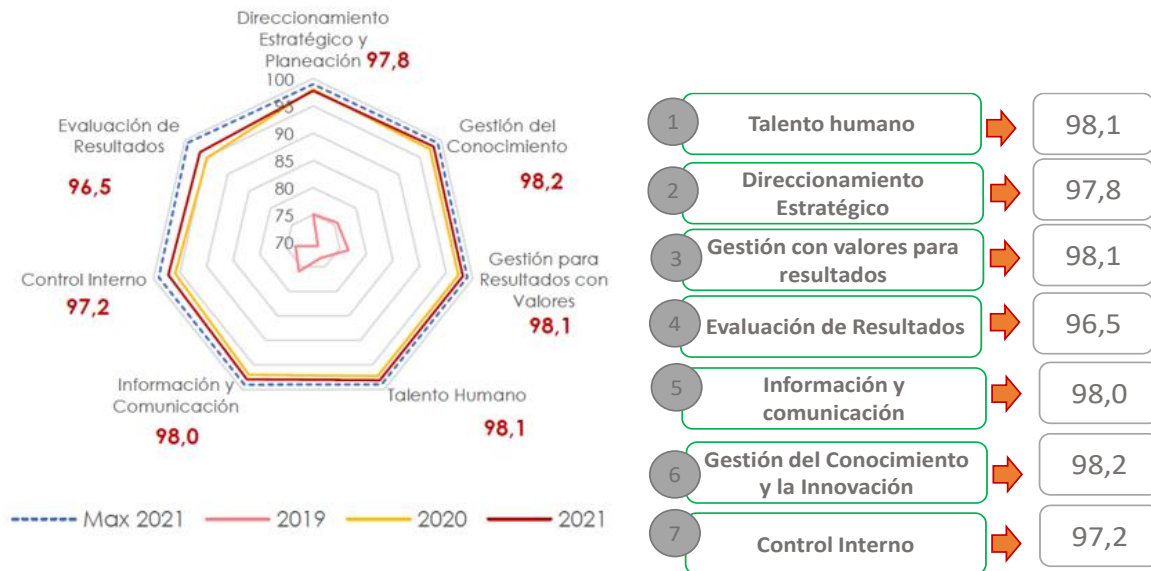 Direccionamiento
Estratégico y
Planeación 97,8
100
95
90
85
80
75
70
Gestión del
Conocimiento
98,2
Gestión para
Resultados con
Valores
98,1
Talento Humano
98,1
Información y
Comunicación
98,0
Control Interno
97,2
Evaluación de
Resultados
96,5
Max 2021
2019
2020
2021
1
Talento humano
98,1
2
Direccionamiento
Estratégico
97,8
3
Gestión con valores para
resultados
98,1
4
Evaluación de Resultados
96,5
5
Información y
comunicación
98,0
6
Gestión del Conocimiento
y la Innovación
98,2
7
Control Interno
97,2